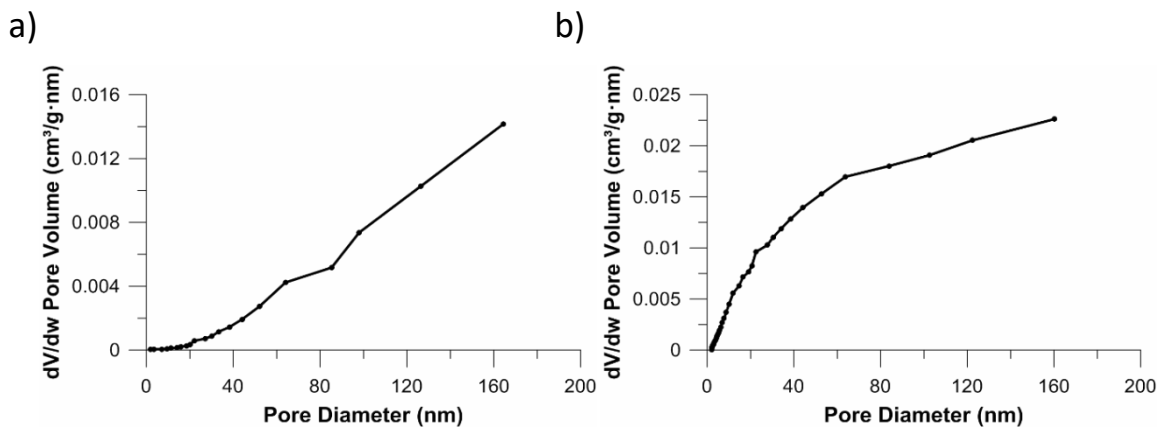 a)
b)
dV/dw Pore Volume (cm³/g·nm)
0.016
0.012
0.008
0.004
0
0 40 80 120 160 200
Pore Diameter (nm)
dV/dw Pore Volume (cm³/g·nm)
0.025
0.02
0.015
0.01
0.005
0
0 40 80 120 160 200
Pore Diameter (nm)